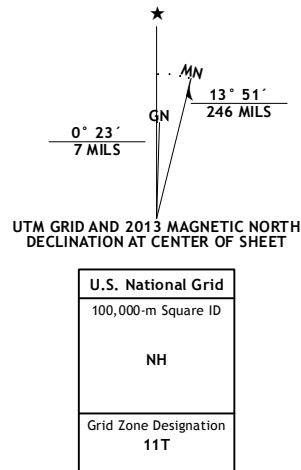 MN
GN
13° 51´
246 MILS
0° 23´
7 MILS
UTM GRID AND 2013 MAGNETIC NORTH
DECLINATION AT CENTER OF SHEET
U.S. National Grid
100,000-m Square ID
NH
Grid Zone Designation
11T